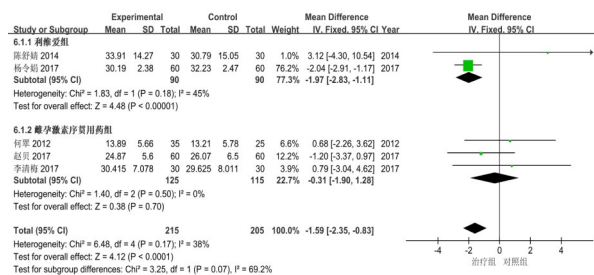 Experimental Control Mean Difference Mean Difference
Study or Subgroup Mean SD Total Mean SD Total Weight IV. Fixed. 95% CI Year IV. Fixed. 95% CI
6.1.1 利维爱组
陈舒婧 2014 33.91 14.27 30 30.79 15.05 30 1.0% 3.12 [-4.30, 10.54] 2014
杨令娟 2017 30.19 2.38 60 32.23 2.47 60 76.2% -2.04 [-2.91, -1.17] 2017
Subtotal (95% CI) 90 90 77.3% -1.97 [-2.83, -1.11]
Heterogeneity: Chi² = 1.83, df = 1 (P = 0.18); I² = 45%
Test for overall effect: Z = 4.48 (P < 0.00001)
6.1.2 雌孕激素序贯用药组
何翠 2012 13.89 5.66 35 13.21 5.78 25 6.6% 0.68 [-2.26, 3.62] 2012
赵贝 2017 24.87 5.6 60 26.07 6.5 60 12.2% -1.20 [-3.37, 0.97] 2017
李清梅 2017 30.415 7.078 30 29.625 8.011 30 3.9% 0.79 [-3.04, 4.62] 2017
Subtotal (95% CI) 125 115 22.7% -0.31 [-1.90, 1.28]
Heterogeneity: Chi² = 1.40, df = 2 (P = 0.50); I² = 0%
Test for overall effect: Z = 0.38 (P = 0.70)
Total (95% CI) 215 205 100.0% -1.59 [-2.35, -0.83]
Heterogeneity: Chi² = 6.48, df = 4 (P = 0.17); I² = 38%
Test for overall effect: Z = 4.12 (P < 0.0001)
Test for subgroup differences: Chi² = 3.25, df = 1 (P = 0.07), I² = 69.2%
-4 -2 0 2 4
治疗组 对照组